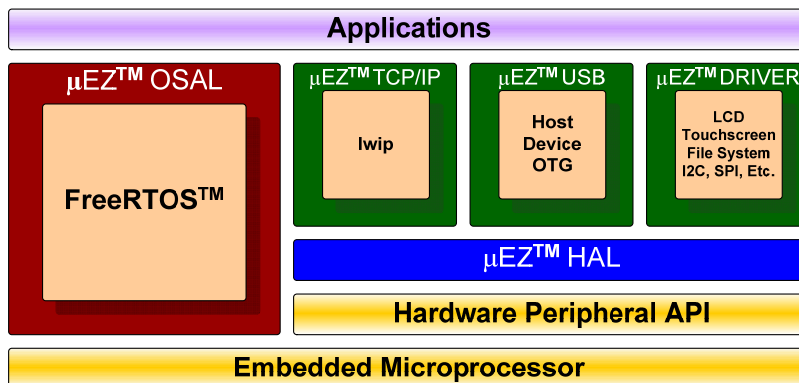 Applications
μEZ™ OSAL
FreeRTOS™
μEZ™ TCP/IP
lwip
μEZ™ USB
Host
Device
OTG
μEZ™ DRIVER
LCD
Touchscreen
File System
I2C, SPI, Etc.
μEZ™ HAL
Hardware Peripheral API
Embedded Microprocessor